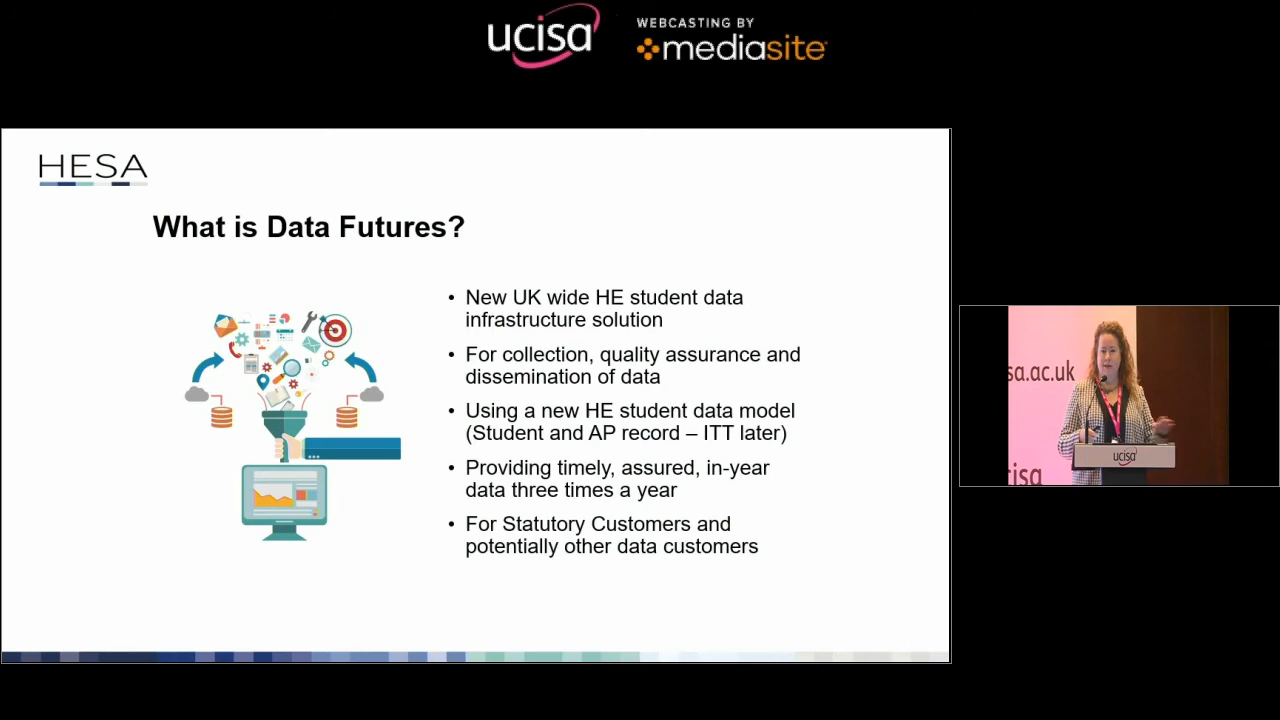 ucisa
WEBCASTING BY
mediasite
HESA
What is Data Futures?
• New UK wide HE student data
infrastructure solution
• For collection, quality assurance and
dissemination of data
• Using a new HE student data model
(Student and AP record – ITT later)
• Providing timely, assured, in-year
data three times a year
• For Statutory Customers and
potentially other data customers
sa.ac.uk
ucisa
cisa